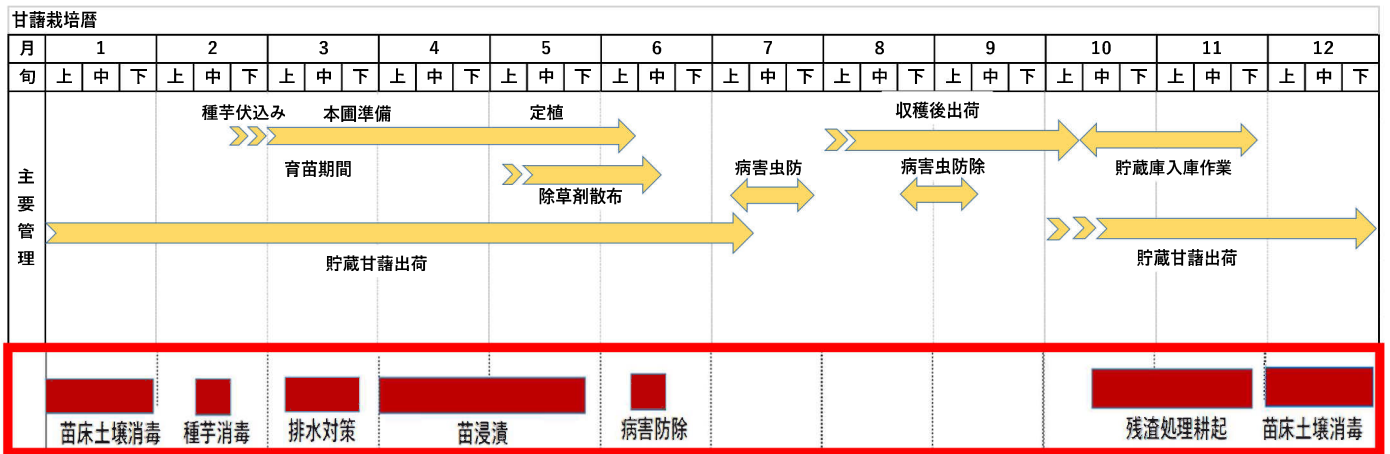 甘藷栽培暦
月 1 2 3 4 5 6 7 8 9 10 11 12
旬 上 中 下 上 中 下 上 中 下 上 中 下 上 中 下 上 中 下 上 中 下 上 中 下 上 中 下 上 中 下 上 中 下 上 中 下
主要管理
種芋伏込み 本圃準備 定植 収穫後出荷
育苗期間 病害虫防 病害虫防除 貯蔵庫入庫作業
除草剤散布
貯蔵甘藷出荷 貯蔵甘藷出荷
苗床土壌消毒 種芋消毒 排水対策 苗浸漬 病害防除 残渣処理耕起 苗床土壌消毒